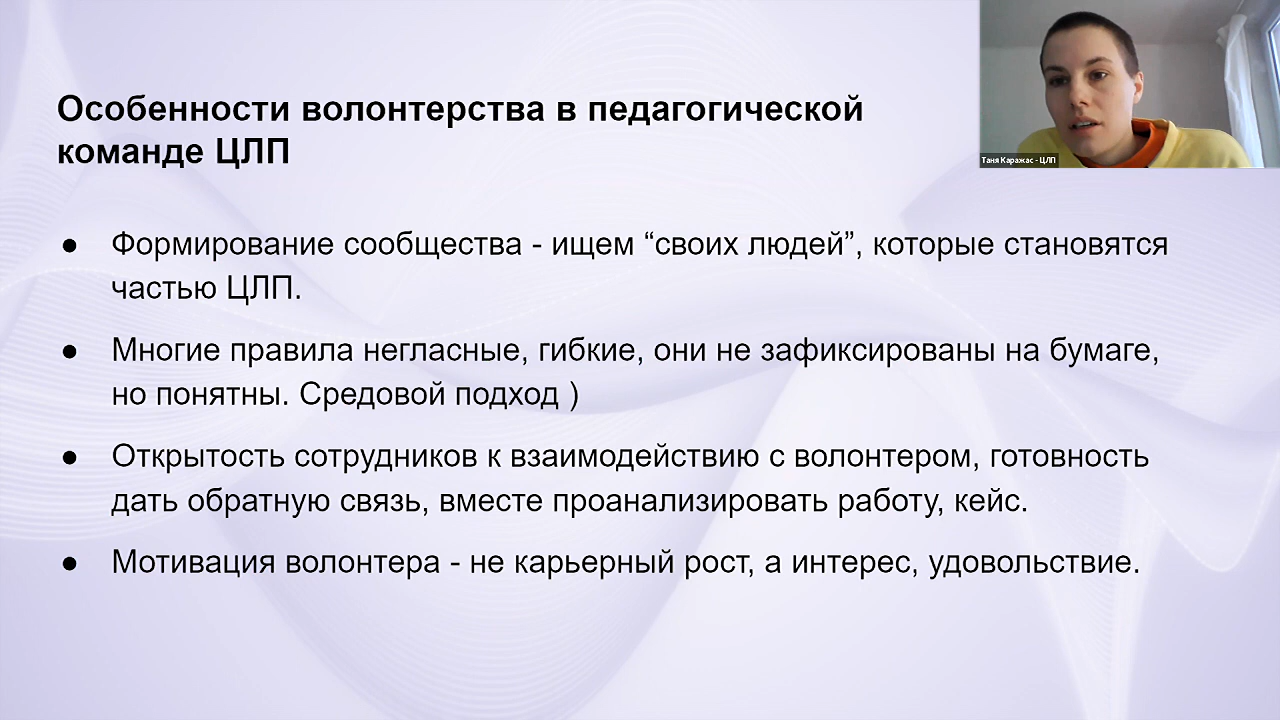 Особенности волонтерства в педагогической
команде ЦЛП
Таня Каражас - ЦЛП
● Формирование сообщества - ищем “своих людей”, которые становятся
частью ЦЛП.
● Многие правила негласные, гибкие, они не зафиксированы на бумаге,
но понятны. Средовой подход )
● Открытость сотрудников к взаимодействию с волонтером, готовность
дать обратную связь, вместе проанализировать работу, кейс.
● Мотивация волонтера - не карьерный рост, а интерес, удовольствие.